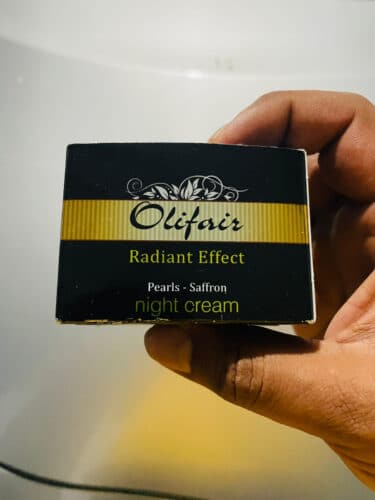 Olifair
Radiant Effect
Pearls - Saffron
night cream